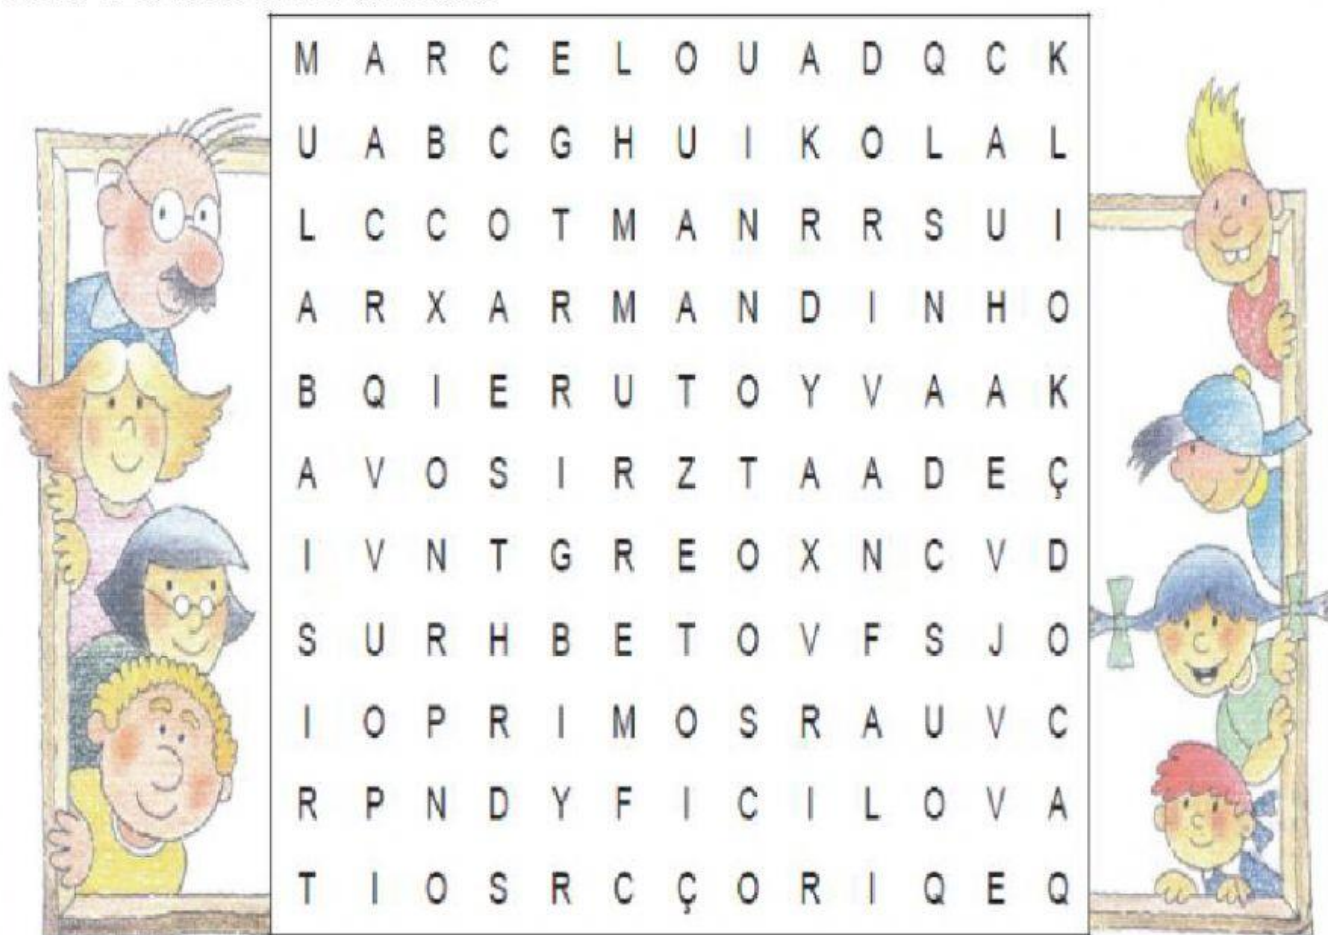 M A R C E L O U A D Q C K
U A B C G H U I K O L A L
L C C O T M A N R R S U I
A R X A R M A N D I N H O
B Q I E R U T O Y V A A K
A V O S I R Z T A A D E Ç
I V N T G R E O X N C V D
S U R H B E T O V F S J O
I O P R I M O S R A U V C
R P N D Y F I C I L O V A
T I O S R C Ç O R I Q E Q